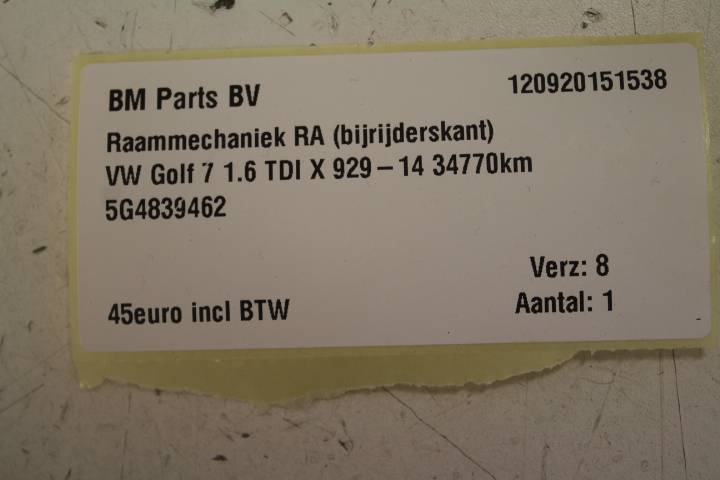 BM Parts BV 120920151538
Raammechaniek RA (bijrijderskant)
VW Golf 7 1.6 TDI X 929 – 14 34770km
5G4839462
Verz: 8
45euro incl BTW Aantal: 1